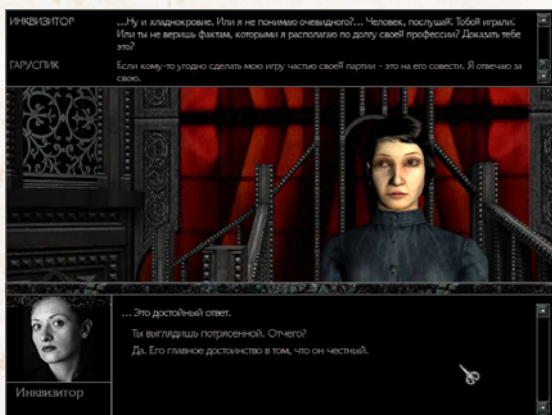 ИНКВИЗИТОР
...Ну и хладнокровие. Или я не понимаю очевидного?... Человек, послушай. Тобой играли.
Или ты не веришь фактам, которыми я располагаю по долгу своей профессии? Доказать тебе
это?
ГАРУСПИК
Если кому-то угодно сделать мою игру частью своей партии - это на его совести. Я отвечаю за
свою.
... Это достойный ответ.
Ты выглядишь потрясенной. Отчего?
Да. Его главное достоинство в том, что он честный.
Инквизитор